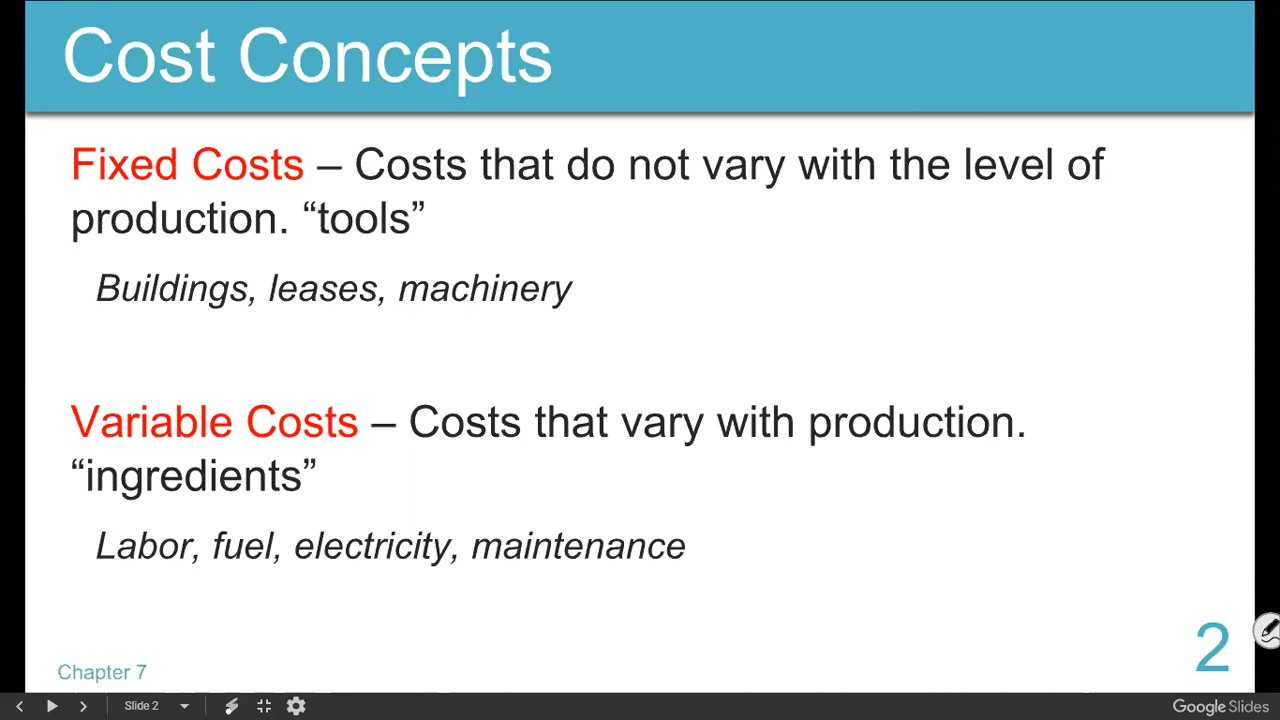 Cost Concepts
Fixed Costs – Costs that do not vary with the level of
production. “tools”
Buildings, leases, machinery
Variable Costs – Costs that vary with production.
“ingredients”
Labor, fuel, electricity, maintenance
2
Chapter 7
Slide 2
Google Slides